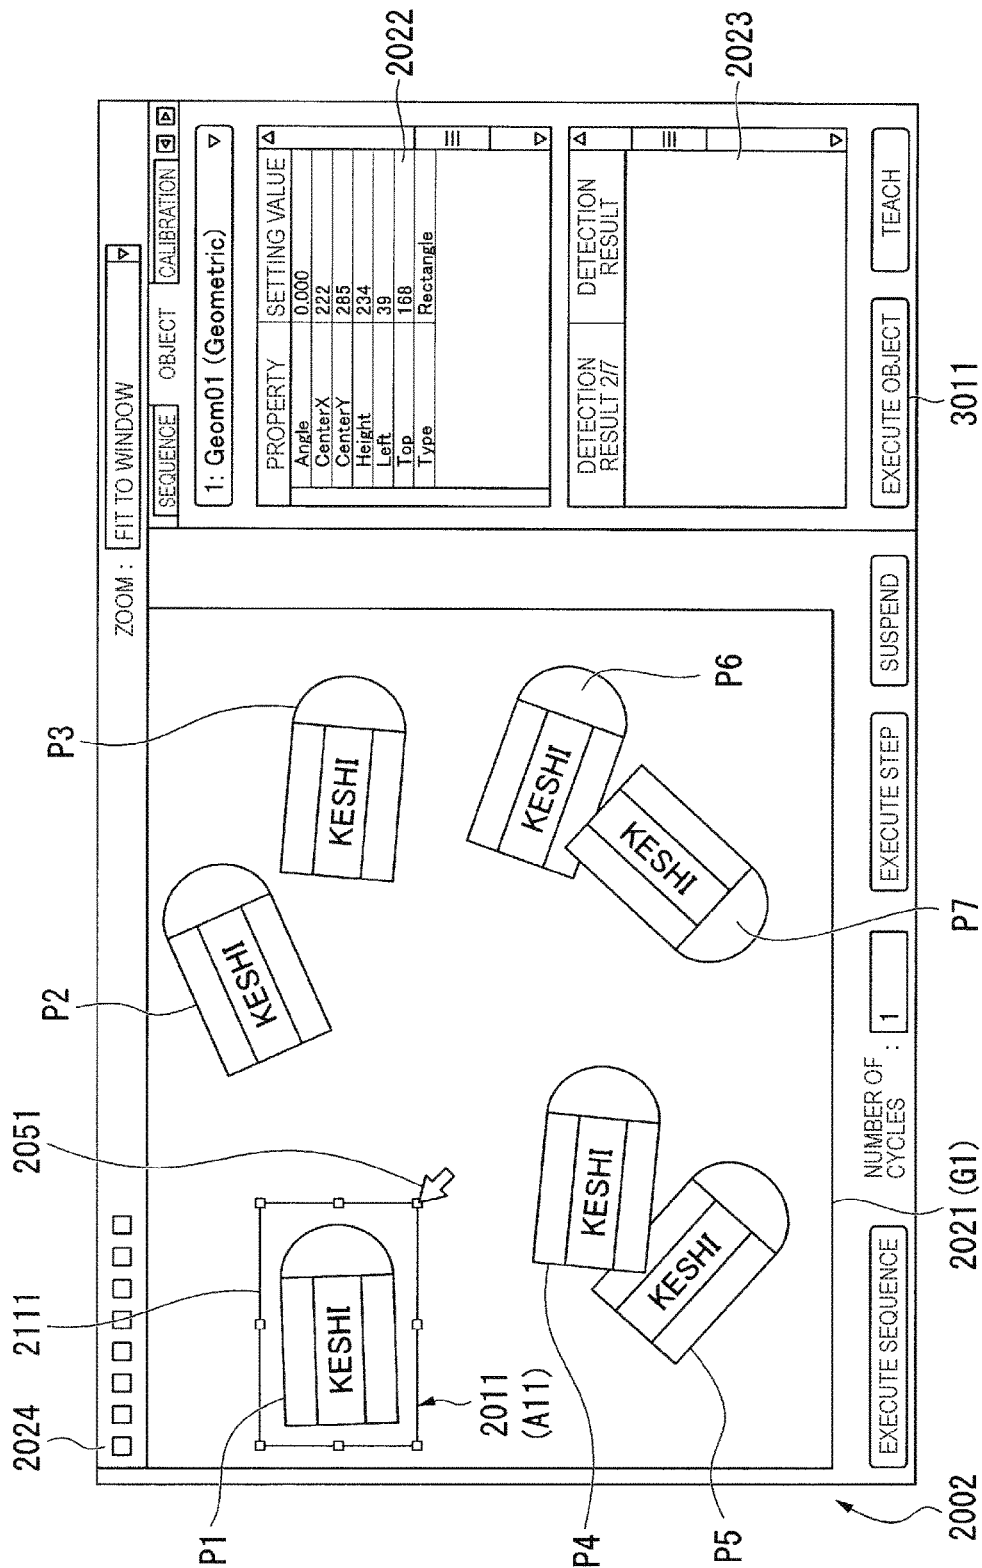 2024
2111
2051
P2
P3
2022
2023
ZOOM : FIT TO WINDOW
SEQUENCE OBJECT CALIBRATION
1: Geom01 (Geometric)
PROPERTY SETTING VALUE
Angle 0.000
CenterX 222
CenterY 285
Height 234
Left 39
Top 168
Type Rectangle
DETECTION RESULT 2/7
DETECTION RESULT
EXECUTE OBJECT TEACH
3011
P1
KESHI
KESHI
KESHI
2011
(A11)
KESHI
KESHI
KESHI
KESHI
P4
P5
P6
P7
EXECUTE SEQUENCE
NUMBER OF
CYCLES : 1
EXECUTE STEP
SUSPEND
2021 (G1)
2002